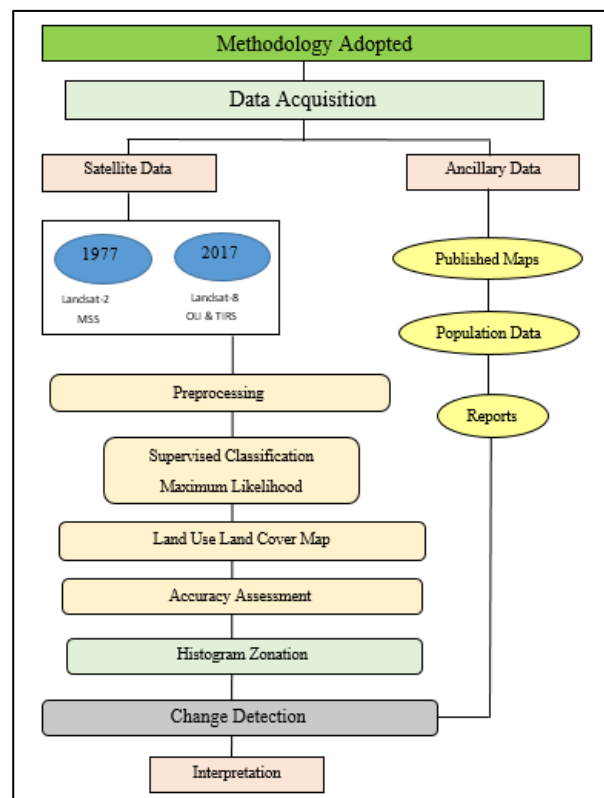 Methodology Adopted
Data Acquisition
Satellite Data
Ancillary Data
1977
2017
Landsat-2
MSS
Landsat-8
OLI & TIRS
Published Maps
Population Data
Reports
Preprocessing
Supervised Classification
Maximum Likelihood
Land Use Land Cover Map
Accuracy Assessment
Histogram Zonation
Change Detection
Interpretation